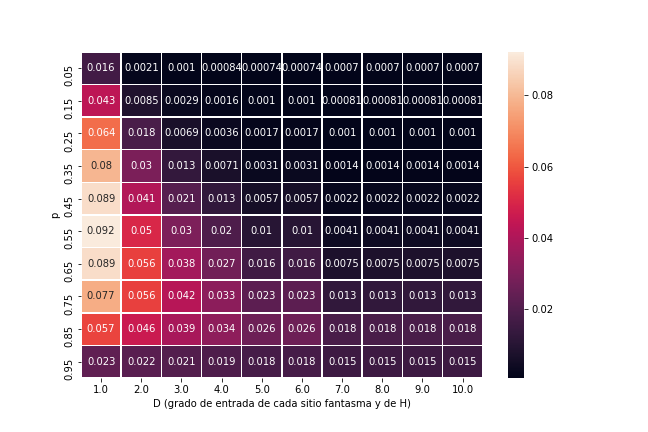 0.05 0.016 0.0021 0.001 0.00084 0.00074 0.00074 0.0007 0.0007 0.0007 0.0007
0.15 0.043 0.0085 0.0029 0.0016 0.001 0.001 0.00081 0.00081 0.00081 0.00081
0.25 0.064 0.018 0.0069 0.0036 0.0017 0.0017 0.001 0.001 0.001 0.001
0.35 0.08 0.03 0.013 0.0071 0.0031 0.0031 0.0014 0.0014 0.0014 0.0014
0.45 0.089 0.041 0.021 0.013 0.0057 0.0057 0.0022 0.0022 0.0022 0.0022
0.55 0.092 0.05 0.03 0.02 0.01 0.01 0.0041 0.0041 0.0041 0.0041
0.65 0.089 0.056 0.038 0.027 0.016 0.016 0.0075 0.0075 0.0075 0.0075
0.75 0.077 0.056 0.042 0.033 0.023 0.023 0.013 0.013 0.013 0.013
0.85 0.057 0.046 0.039 0.034 0.026 0.026 0.018 0.018 0.018 0.018
0.95 0.023 0.022 0.021 0.019 0.018 0.018 0.015 0.015 0.015 0.015
p
1.0 2.0 3.0 4.0 5.0 6.0 7.0 8.0 9.0 10.0
D (grado de entrada de cada sitio fantasma y de H)
0.08
0.06
0.04
0.02